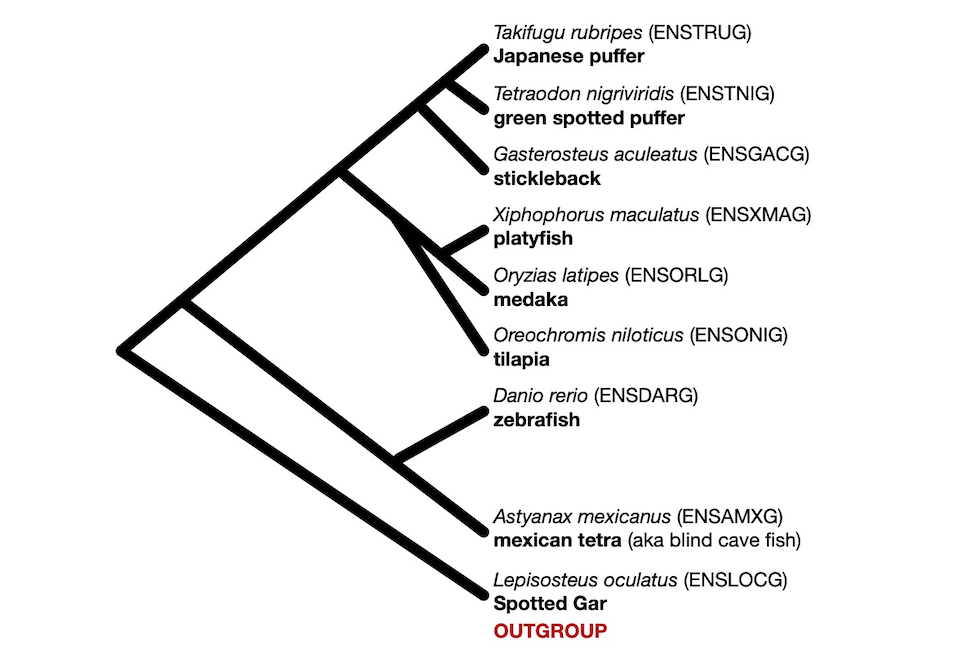 Takifugu rubripes (ENSTRUG)
Japanese puffer
Tetraodon nigriviridis (ENSTNIG)
green spotted puffer
Gasterosteus aculeatus (ENSGACG)
stickleback
Xiphophorus maculatus (ENSXMAG)
platyfish
Oryzias latipes (ENSORLG)
medaka
Oreochromis niloticus (ENSONIG)
tilapia
Danio rerio (ENSDARG)
zebrafish
Astyanax mexicanus (ENSAMXG)
mexican tetra (aka blind cave fish)
Lepisosteus oculatus (ENSLOCG)
Spotted Gar
OUTGROUP